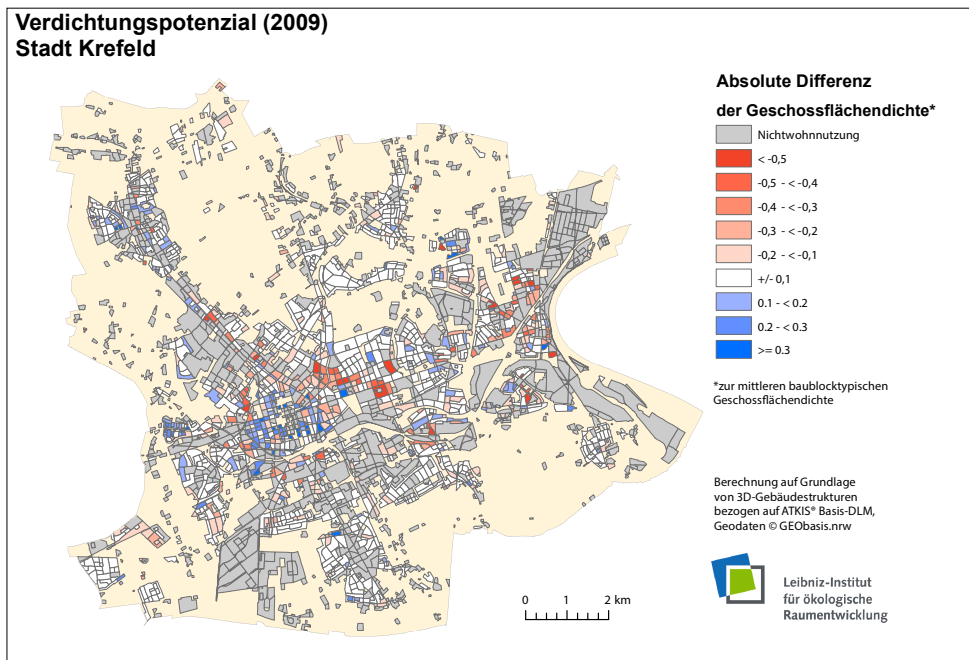 Verdichtungspotenzial (2009)
Stadt Krefeld
Absolute Differenz
der Geschossflächendichte*
Nichtwohnnutzung
< -0,5
-0,5 - < -0,4
-0,4 - < -0,3
-0,3 - < -0,2
-0,2 - < -0,1
+/- 0,1
0.1 - < 0.2
0.2 - < 0.3
>= 0.3
*zur mittleren baublocktypischen
Geschossflächendichte
Berechnung auf Grundlage
von 3D-Gebäudestrukturen
bezogen auf ATKIS® Basis-DLM,
Geodaten © GEObasis.nrw
Leibniz-Institut
für ökologische
Raumentwicklung
0 1 2 km